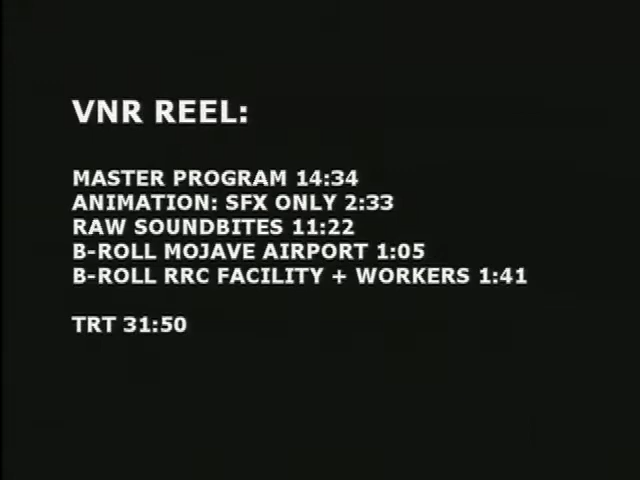 VNR REEL:
MASTER PROGRAM 14:34
ANIMATION: SFX ONLY 2:33
RAW SOUNDBITES 11:22
B-ROLL MOJAVE AIRPORT 1:05
B-ROLL RRC FACILITY + WORKERS 1:41
TRT 31:50